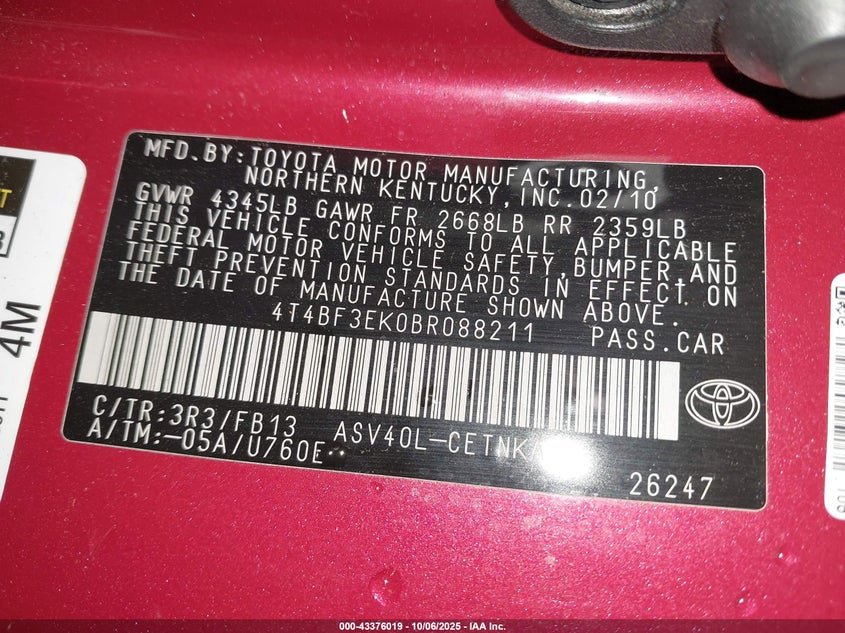 MFD.BY:TOYOTA MOTOR MANUFACTURING,
NORTHERN KENTUCKY,INC.02/10
GVWR 4345LB GAWR FR 2668LB RR 2359LB
THIS VEHICLE CONFORMS TO ALL APPLICABLE
FEDERAL MOTOR VEHICLE SAFETY,BUMPER,AND
THEFT PREVENTION STANDARDS IN EFFECT ON
THE DATE OF MANUFACTURE SHOWN ABOVE.
4T4BF3EK0BR088211 PASS.CAR
C/TR:3R3/FB13 ASV40L-CETNKA
A/TM:-05A/U760E
26247
4M
000-43376019 - 10/06/2025 - IAA Inc.